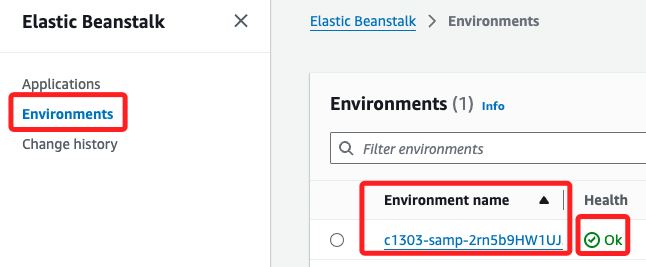 Elastic Beanstalk
Applications
Environments
Change history
Elastic Beanstalk > Environments
Environments (1) Info
Filter environments
Environment name Health
c1303-samp-2rn5b9HW1UJ Ok